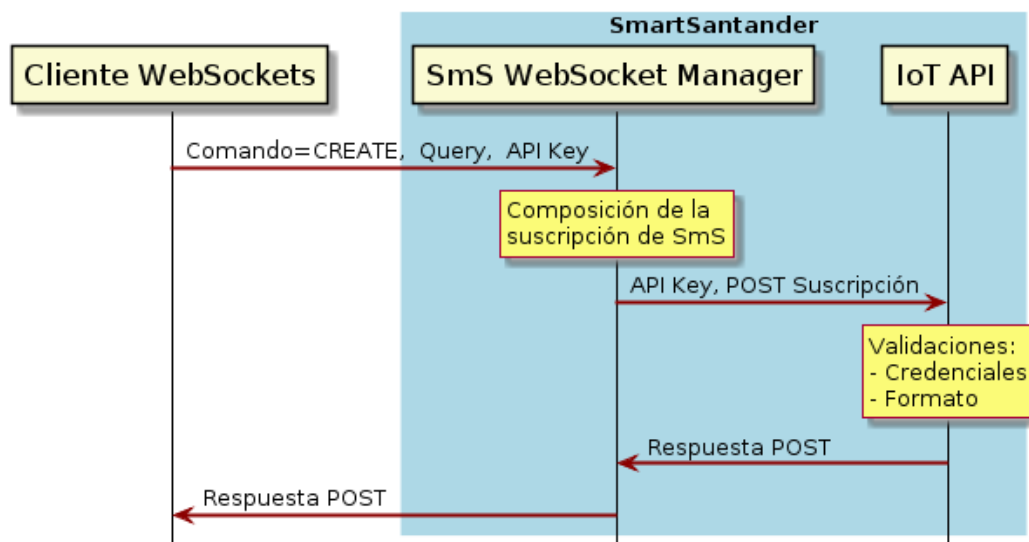 SmartSantander
Cliente WebSockets
SmS WebSocket Manager
IoT API
Comando=CREATE, Query, API Key
Composición de la
suscripción de SmS
API Key, POST Suscripción
Validaciones:
- Credenciales
- Formato
Respuesta POST
Respuesta POST